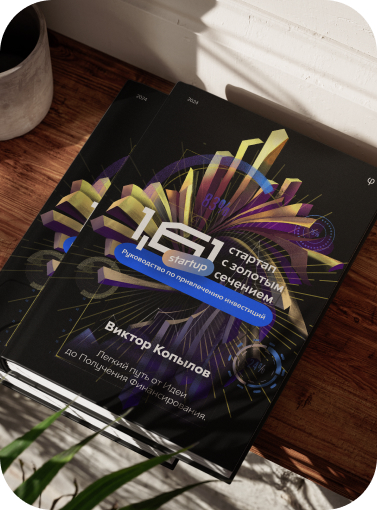 2024
2024
φ
1,61
startup
стартап
с золотым
сечением
Руководство по привлечению инвестиций
Виктор Копылов
Легкий путь от Идеи
до Получения Финансирования.